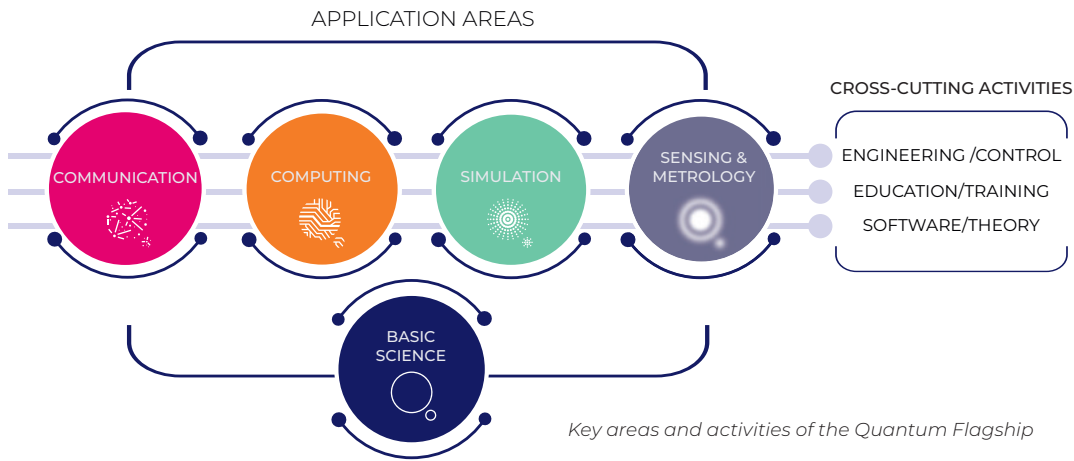 APPLICATION AREAS
CROSS-CUTTING ACTIVITIES
COMMUNICATION
COMPUTING
SIMULATION
SENSING &
METROLOGY
ENGINEERING /CONTROL
EDUCATION/TRAINING
SOFTWARE/THEORY
BASIC
SCIENCE
Key areas and activities of the Quantum Flagship